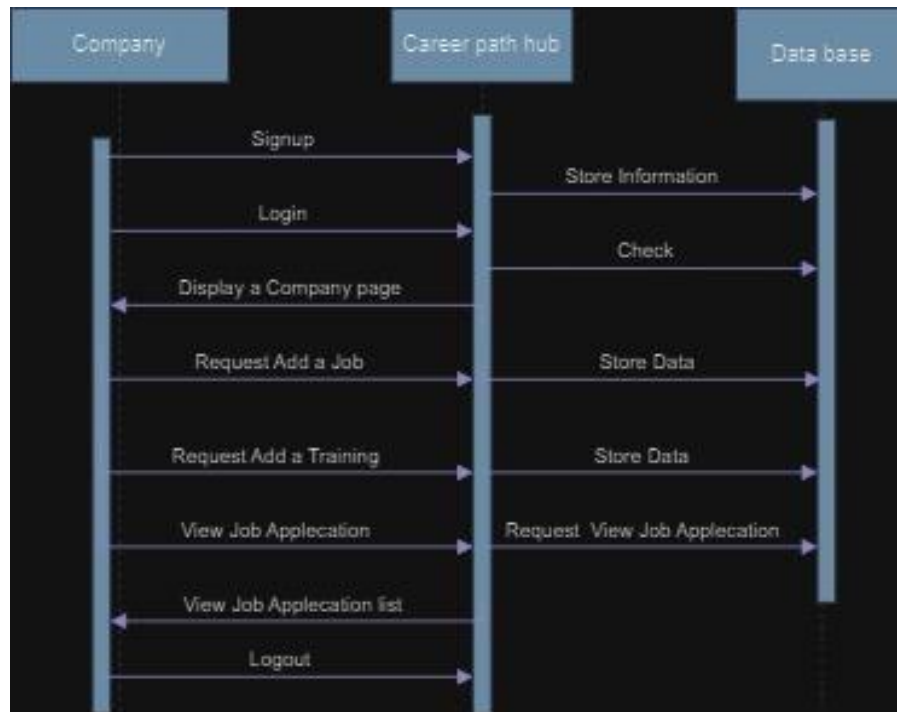 Company
Career path hub
Data base
Signup
Store Information
Login
Check
Display a Company page
Request Add a Job
Store Data
Request Add a Training
Store Data
View Job Applecation
Request View Job Applecation
View Job Applecation list
Logout